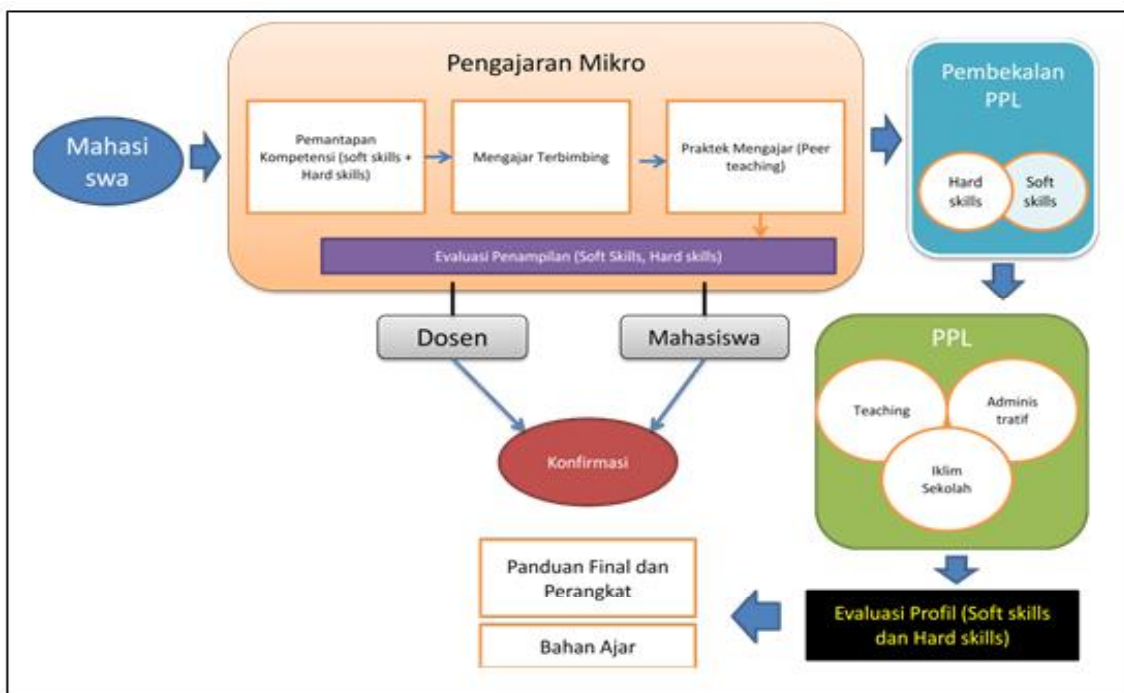 Pengajaran Mikro
Mahasi
swa
Pemantapan
Kompetensi (soft skills +
Hard skills)
Mengajar Terbimbing
Praktek Mengajar (Peer
teaching)
Evaluasi Penampilan (Soft Skills, Hard skills)
Pembekalan
PPL
Hard
skills
Soft
skills
Dosen
Mahasiswa
Konfirmasi
PPL
Teaching
Adminis
tratif
Iklim
Sekolah
Evaluasi Profil (Soft skills
dan Hard skills)
Panduan Final dan
Perangkat
Bahan Ajar